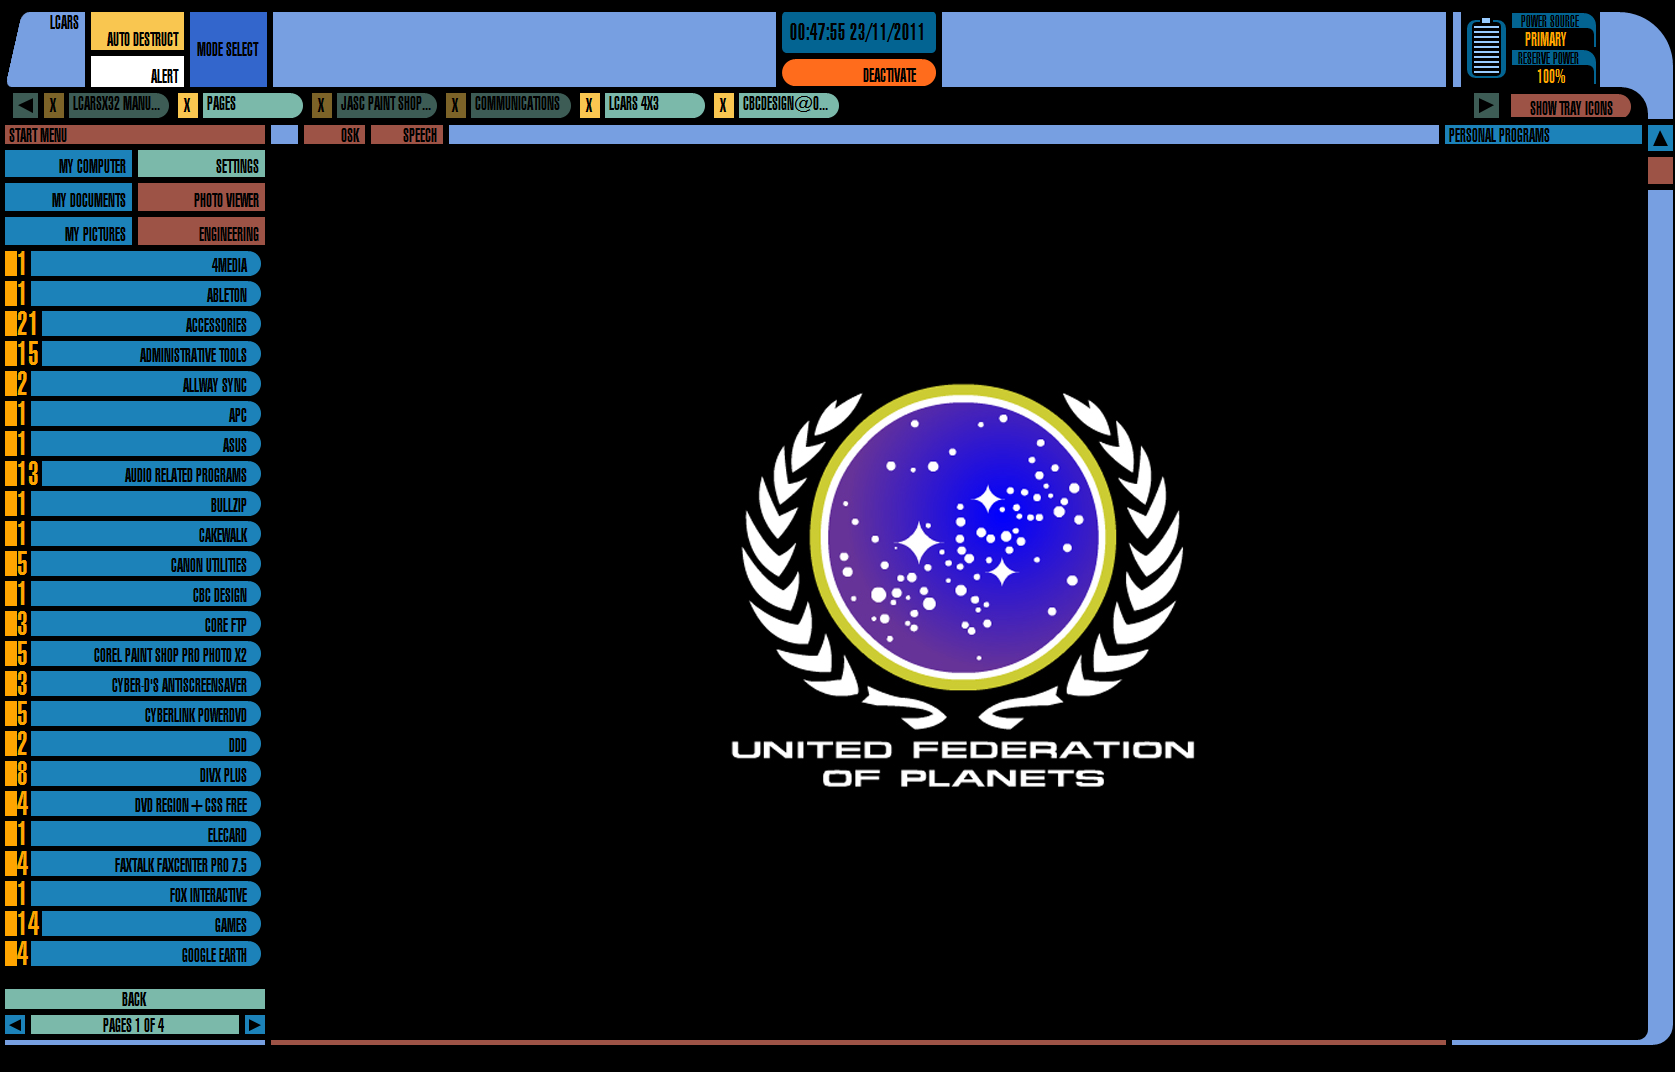 LCARS
AUTO DESTRUCT
ALERT
MODE SELECT
00:47:55 23/11/2011
DEACTIVATE
POWER SOURCE
PRIMARY
RESERVE POWER
100%
X LCARSX32 MANU...
X PAGES
X JASC PAINT SHOP...
X COMMUNICATIONS
X LCARS 4X3
X CBCDESIGN@O...
SHOW TRAY ICONS
START MENU
OSK
SPEECH
PERSONAL PROGRAMS
MY COMPUTER
SETTINGS
MY DOCUMENTS
PHOTO VIEWER
MY PICTURES
ENGINEERING
1 4MEDIA
1 ABLETON
21 ACCESSORIES
15 ADMINISTRATIVE TOOLS
2 ALLWAY SYNC
1 APC
1 ASUS
13 AUDIO RELATED PROGRAMS
1 BULLZIP
1 CAKEWALK
5 CANON UTILITIES
1 CBC DESIGN
3 CORE FTP
5 COREL PAINT SHOP PRO PHOTO X2
3 CYBER-D'S ANTISCREENSAVER
5 CYBERLINK POWERDVD
2 DDD
8 DIVX PLUS
4 DVD REGION+CSS FREE
1 ELECARD
4 FAXTALK FAXCENTER PRO 7.5
1 FOX INTERACTIVE
14 GAMES
4 GOOGLE EARTH
BACK
PAGES 1 OF 4
UNITED FEDERATION
OF PLANETS